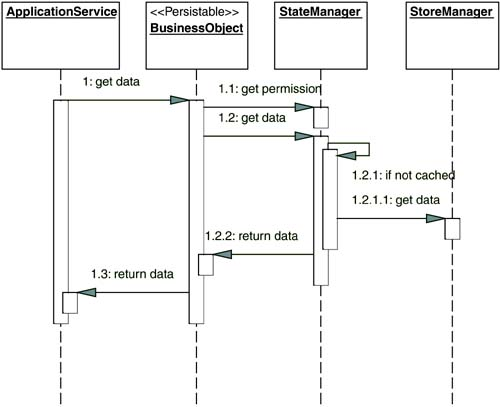 ApplicationService
<<Persistable>>
BusinessObject
StateManager
StoreManager
1: get data
1.1: get permission
1.2: get data
1.2.1: if not cached
1.2.1.1: get data
1.2.2: return data
1.3: return data